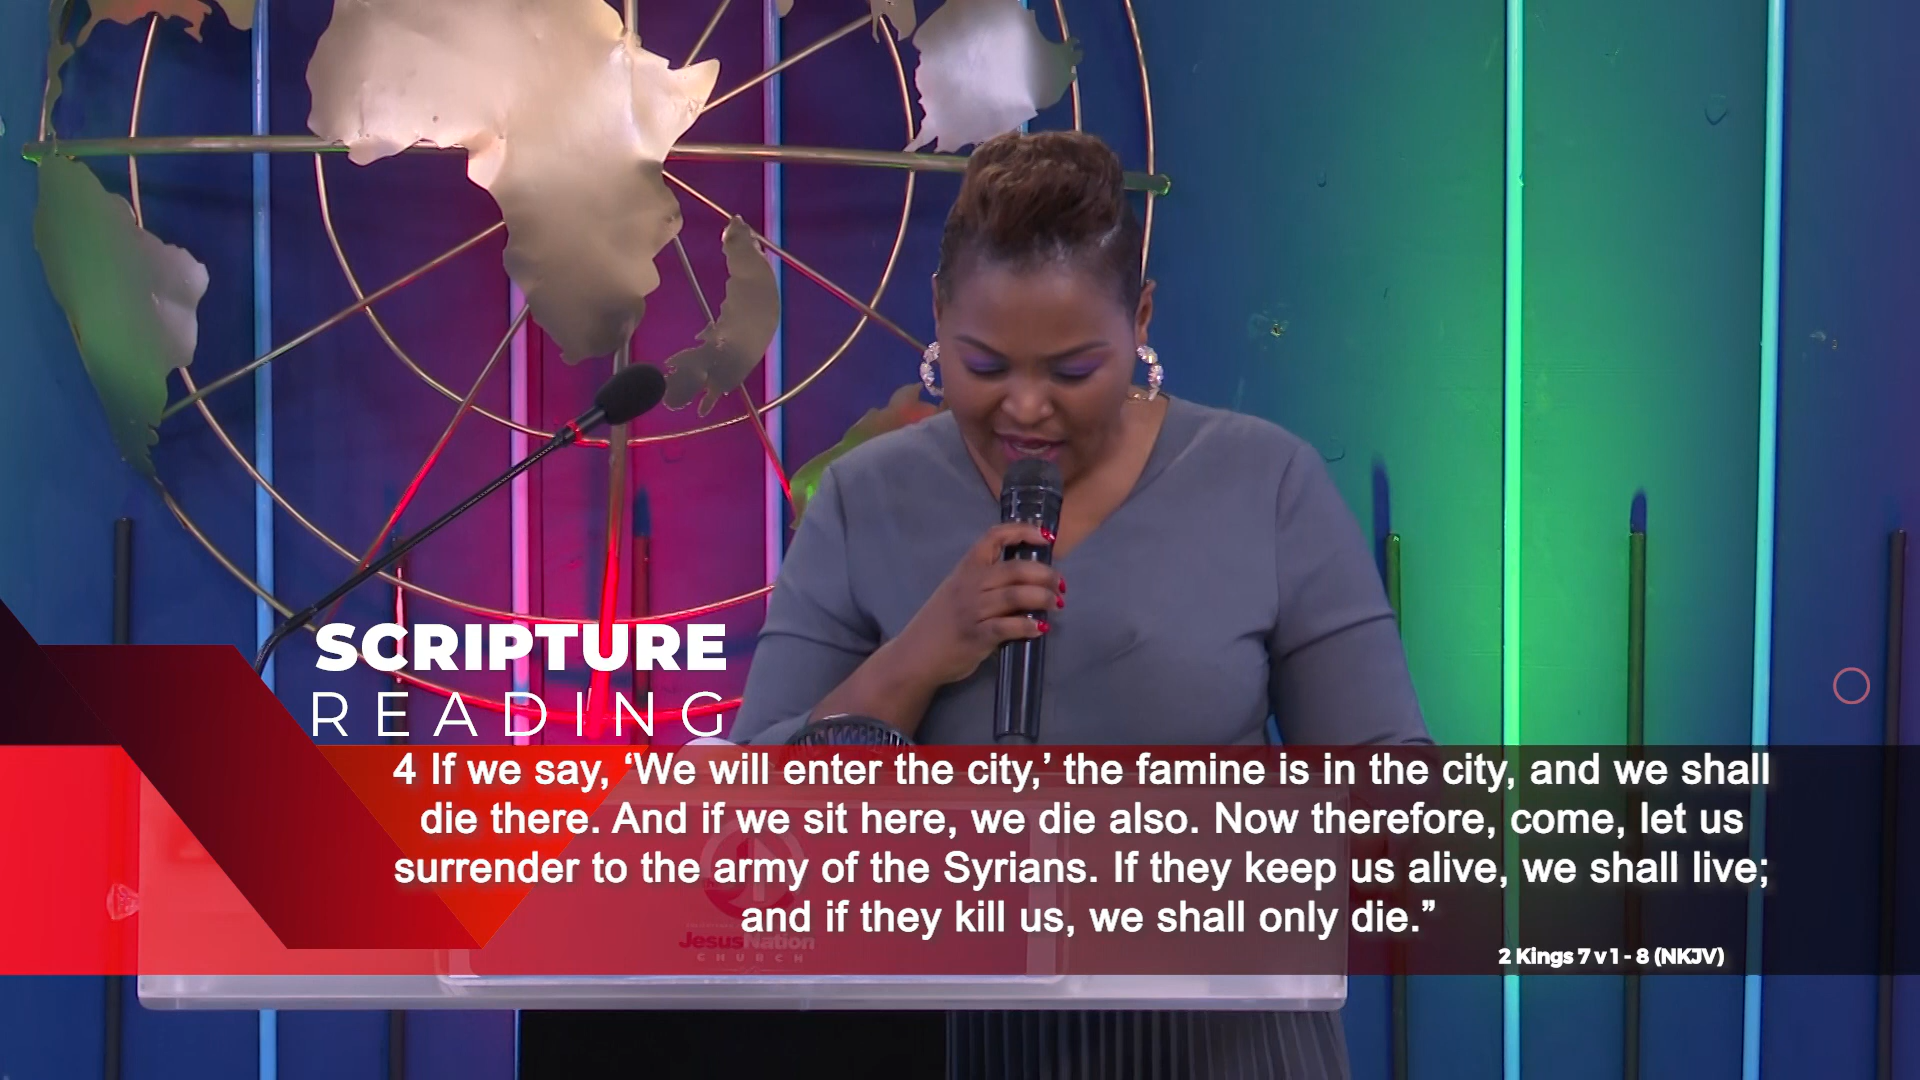 SCRIPTURE
READING
4 If we say, ‘We will enter the city,’ the famine is in the city, and we shall
die there. And if we sit here, we die also. Now therefore, come, let us
surrender to the army of the Syrians. If they keep us alive, we shall live;
and if they kill us, we shall only die.”
JesusNation
CHURCH
2 Kings 7 v 1 - 8 (NKJV)